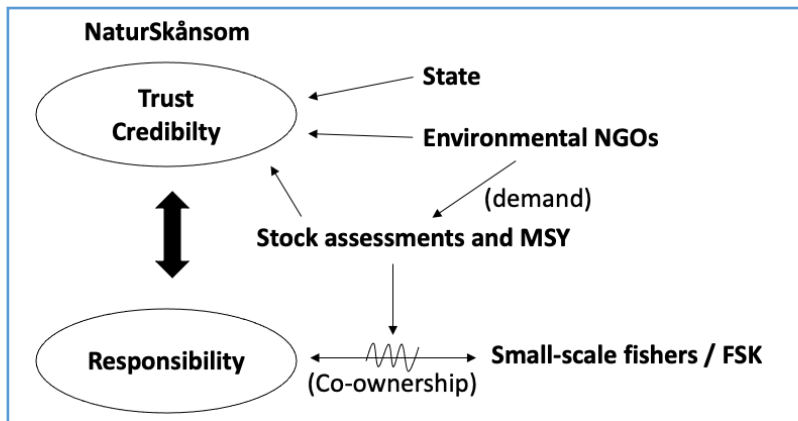 NaturSkånsom
Trust
Credibilty
State
Environmental NGOs
(demand)
Stock assessments and MSY
Responsibility
Small-scale fishers / FSK
(Co-ownership)